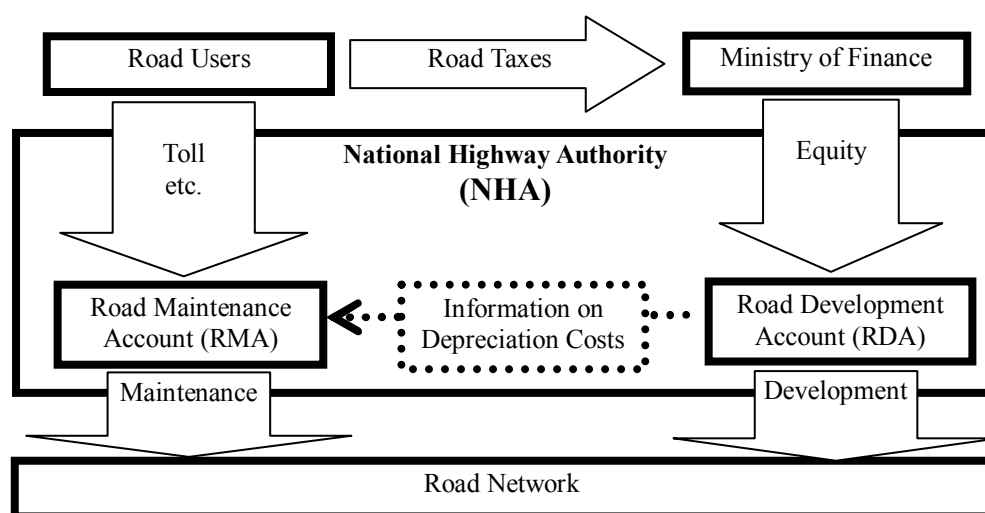 Road Users
Road Taxes
Ministry of Finance
Toll
etc.
National Highway Authority
(NHA)
Equity
Road Maintenance
Account (RMA)
Information on
Depreciation Costs
Road Development
Account (RDA)
Maintenance
Development
Road Network